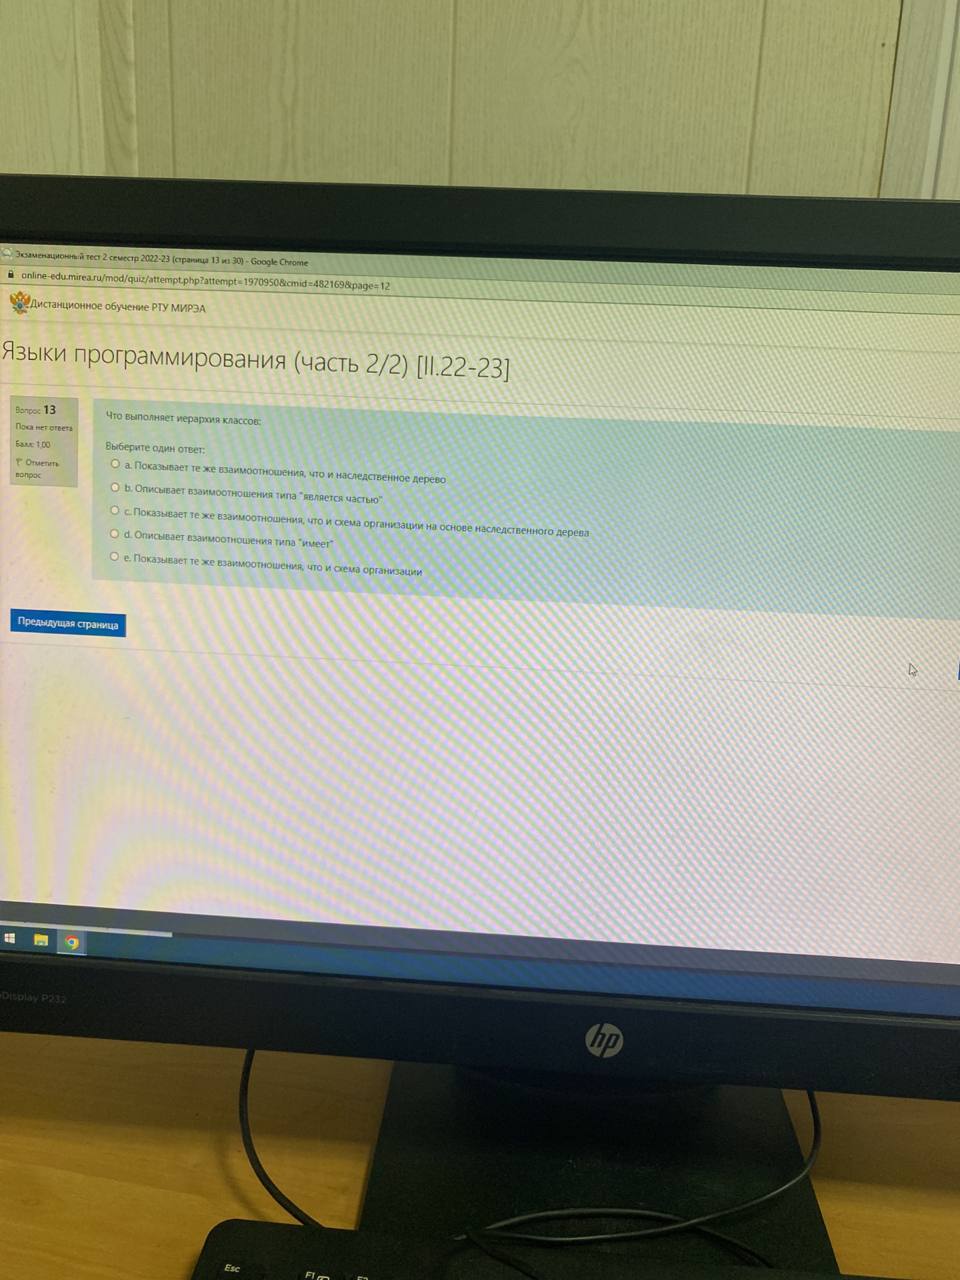 Экзаменационный тест 2 семестр 2022-23 (страница 13 из 30) - Google Chrome
online-edu.mirea.ru/mod/quiz/attempt.php?attempt=1970950&cmid=482169&page=12
Дистанционное обучение РТУ МИРЭА
Языки программирования (часть 2/2) [II.22-23]
Вопрос 13
Пока нет ответа
Балл: 1,00
Отметить
вопрос
Что выполняет иерархия классов:
Выберите один ответ:
a. Показывает те же взаимоотношения, что и наследственное дерево
b. Описывает взаимоотношения типа "является частью"
c. Показывает те же взаимоотношения, что и схема организации на основе наследственного дерева
d. Описывает взаимоотношения типа "имеет"
e. Показывает те же взаимоотношения, что и схема организации
Предыдущая страница
Display P232
hp
Esc
F1